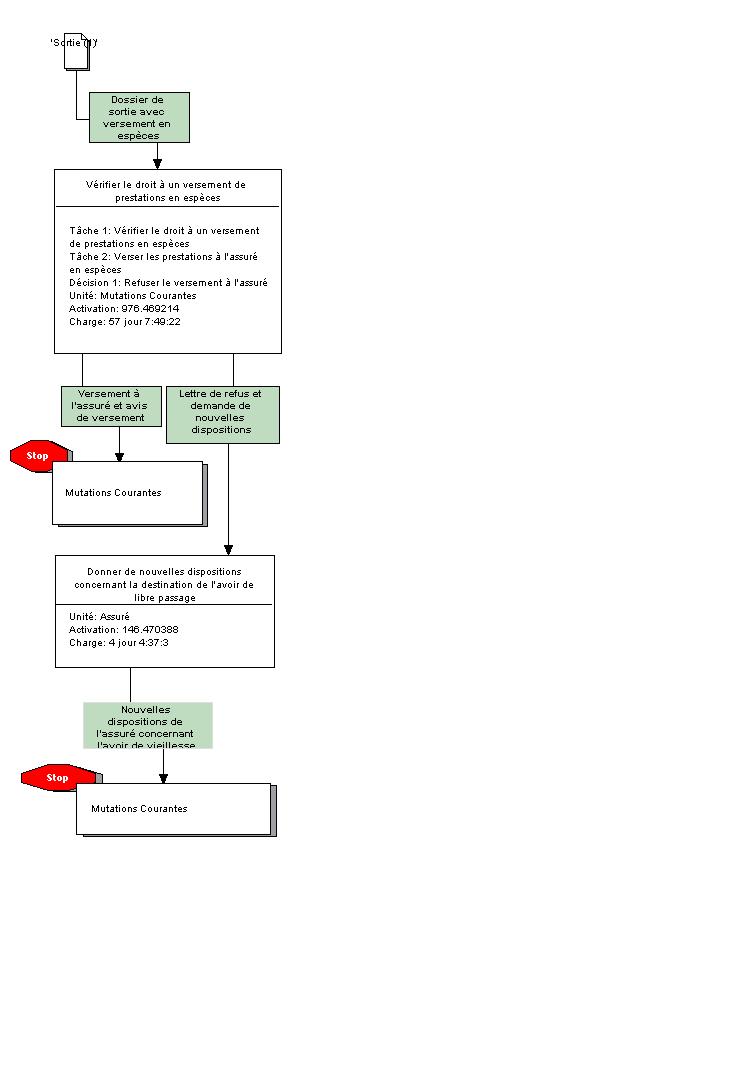 'Sortie (1)'
Dossier de
sortie avec
versement en
espèces
Vérifier le droit à un versement de
prestations en espèces
Tâche 1: Vérifier le droit à un versement
de prestations en espèces
Tâche 2: Verser les prestations à l'assuré
en espèces
Décision 1: Refuser le versement à l'assuré
Unité: Mutations Courantes
Activation: 976.469214
Charge: 57 jour 7:49:22
Versement à
l'assuré et avis
de versement
Lettre de refus et
demande de
nouvelles
dispositions
Stop
Mutations Courantes
Donner de nouvelles dispositions
concernant la destination de l'avoir de
libre passage
Unité: Assuré
Activation: 146.470388
Charge: 4 jour 4:37:3
Nouvelles
dispositions de
l'assuré concernant
l'avoir de vieillesse
Stop
Mutations Courantes